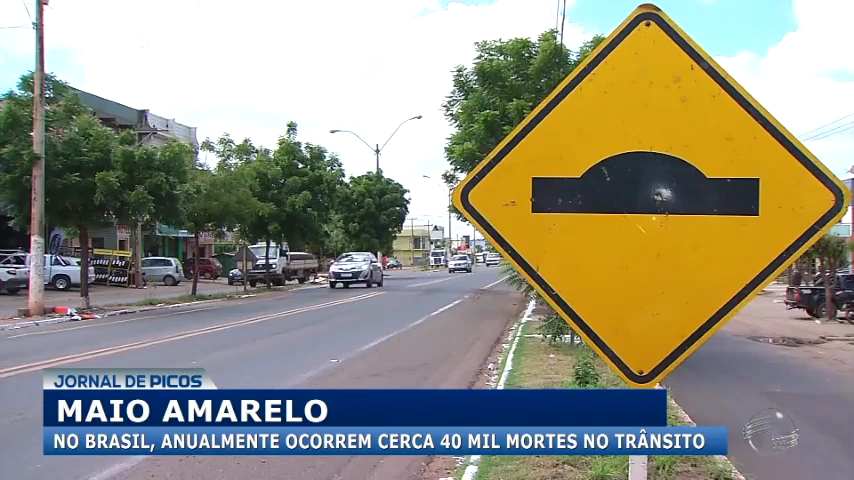 JORNAL DE PICOS
MAIO AMARELO
NO BRASIL, ANUALMENTE OCORREM CERCA 40 MIL MORTES NO TRÂNSITO